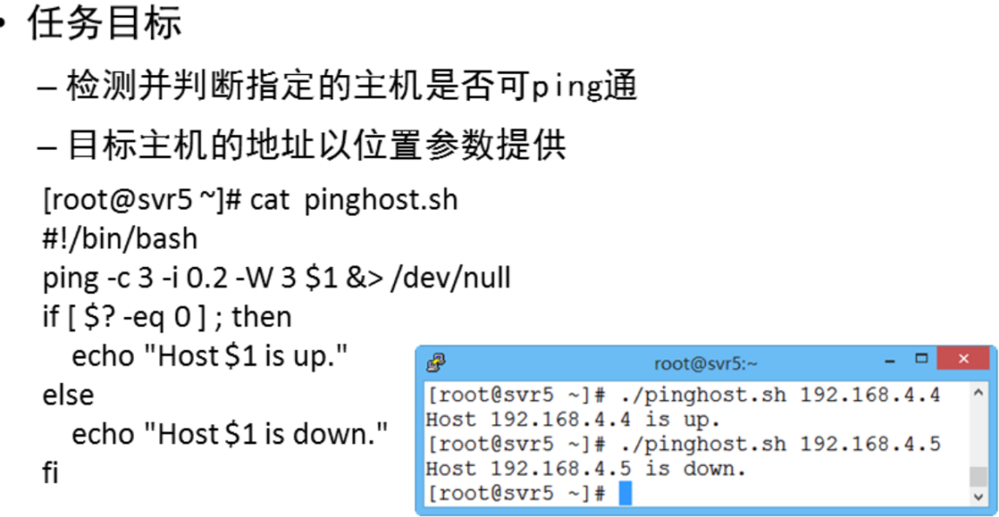 • 任务目标
– 检测并判断指定的主机是否可ping通
– 目标主机的地址以位置参数提供
[root@svr5 ~]# cat  pinghost.sh
#!/bin/bash
ping -c 3 -i 0.2 -W 3 $1 &> /dev/null
if [ $? -eq 0 ] ; then
    echo "Host $1 is up."
else
    echo "Host $1 is down."
fi
root@svr5:~
[root@svr5 ~]# ./pinghost.sh 192.168.4.4
Host 192.168.4.4 is up.
[root@svr5 ~]# ./pinghost.sh 192.168.4.5
Host 192.168.4.5 is down.
[root@svr5 ~]#